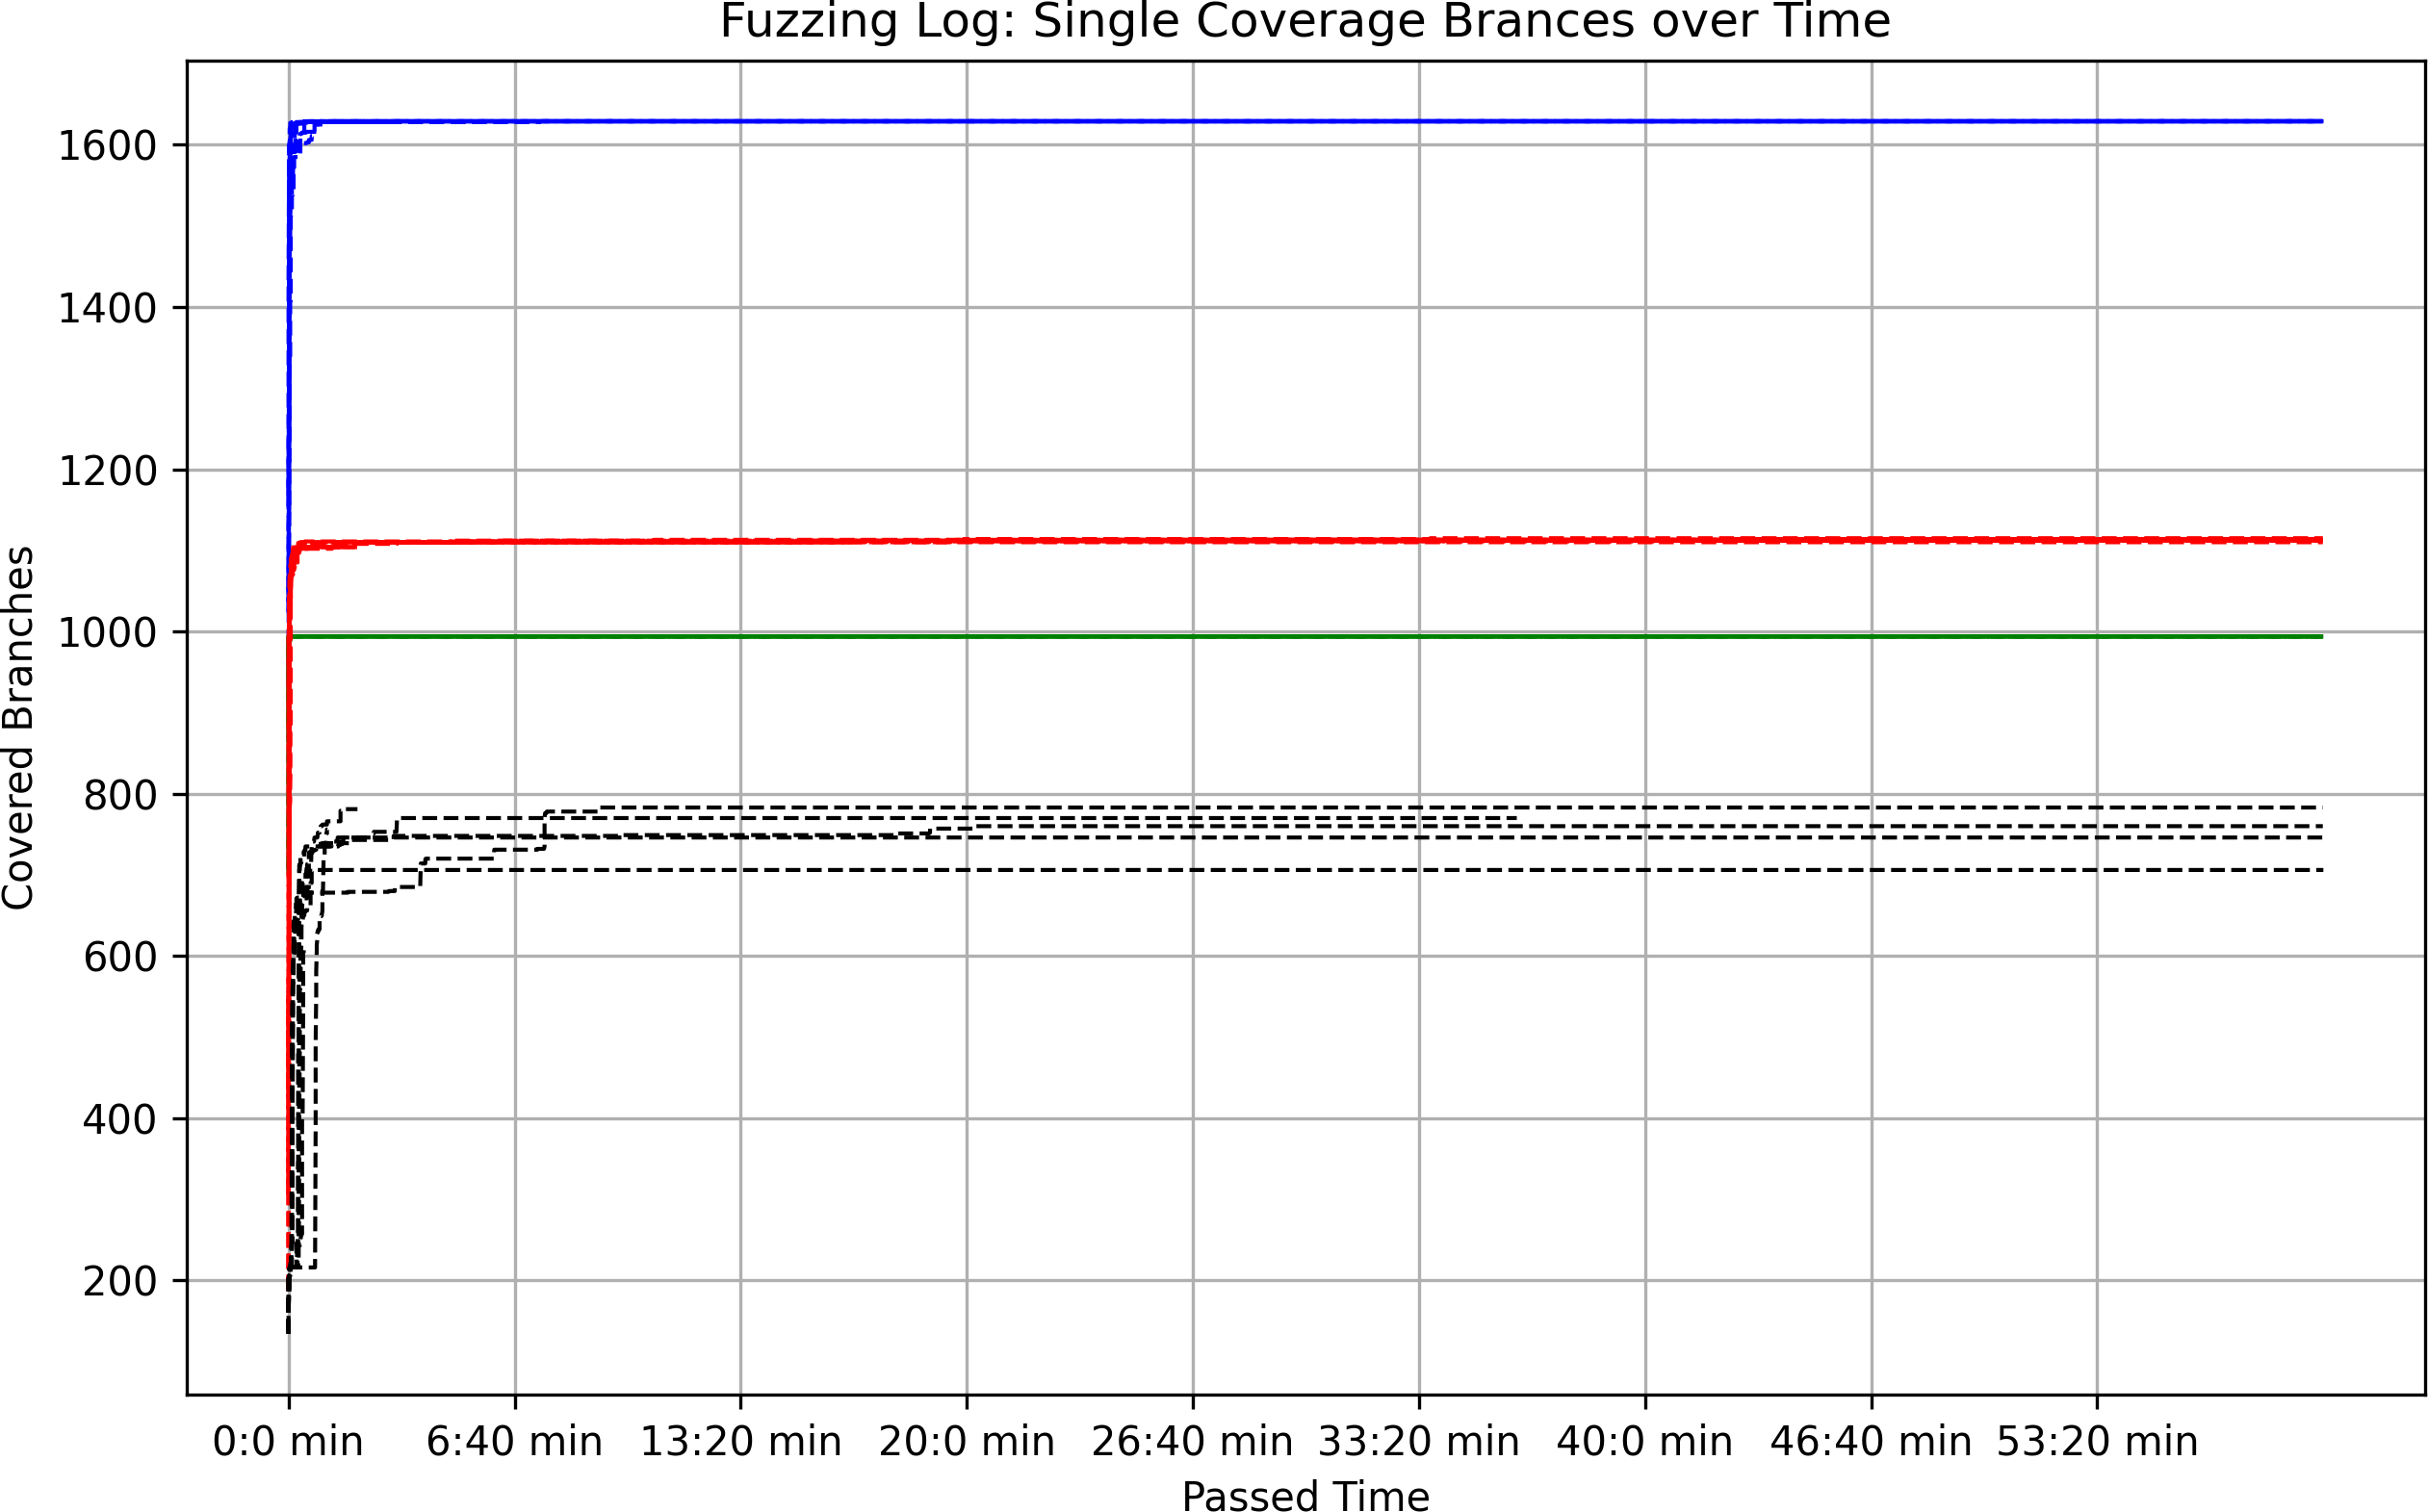 Fuzzing Log: Single Coverage Brances over Time
Covered Branches
1600
1400
1200
1000
800
600
400
200
0:0 min 6:40 min 13:20 min 20:0 min 26:40 min 33:20 min 40:0 min 46:40 min 53:20 min
Passed Time